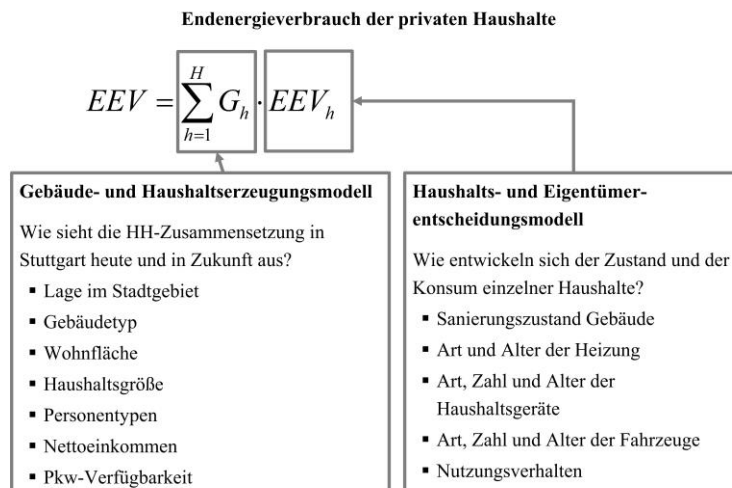 Endenergieverbrauch der privaten Haushalte
EEV = \sum_{h=1}^{H} G_h \cdot EEV_h
Gebäude- und Haushaltserzeugungsmodell
Wie sieht die HH-Zusammensetzung in
Stuttgart heute und in Zukunft aus?
▪ Lage im Stadtgebiet
▪ Gebäudetyp
▪ Wohnfläche
▪ Haushaltsgröße
▪ Personentypen
▪ Nettoeinkommen
▪ Pkw-Verfügbarkeit
Haushalts- und Eigentümer-
entscheidungsmodell
Wie entwickeln sich der Zustand und der
Konsum einzelner Haushalte?
▪ Sanierungszustand Gebäude
▪ Art und Alter der Heizung
▪ Art, Zahl und Alter der
Haushaltsgeräte
▪ Art, Zahl und Alter der Fahrzeuge
▪ Nutzungsverhalten